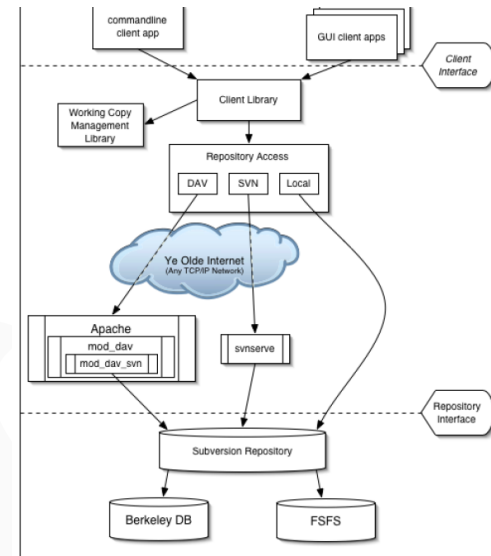 commandline
client app
GUI client apps
Client
Interface
Client Library
Working Copy
Management
Library
Repository Access
DAV
SVN
Local
Ye Olde Internet
(Any TCP/IP Network)
Apache
mod_dav
mod_dav_svn
svnserve
Repository
Interface
Subversion Repository
Berkeley DB
FSFS